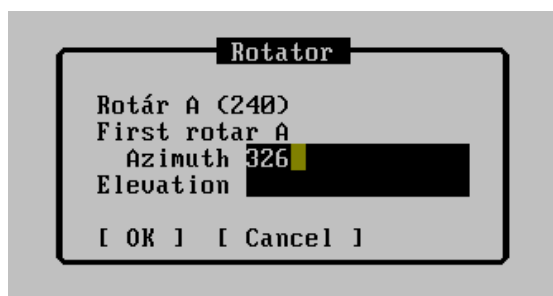 Rotator
Rotár A (240)
First rotar A
Azimuth 326
Elevation
[ OK ] [ Cancel ]